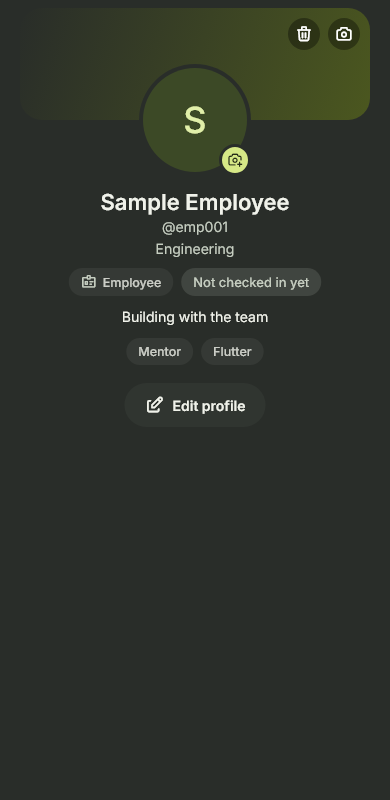 S
Sample Employee
@emp001
Engineering
Employee
Not checked in yet
Building with the team
Mentor
Flutter
Edit profile